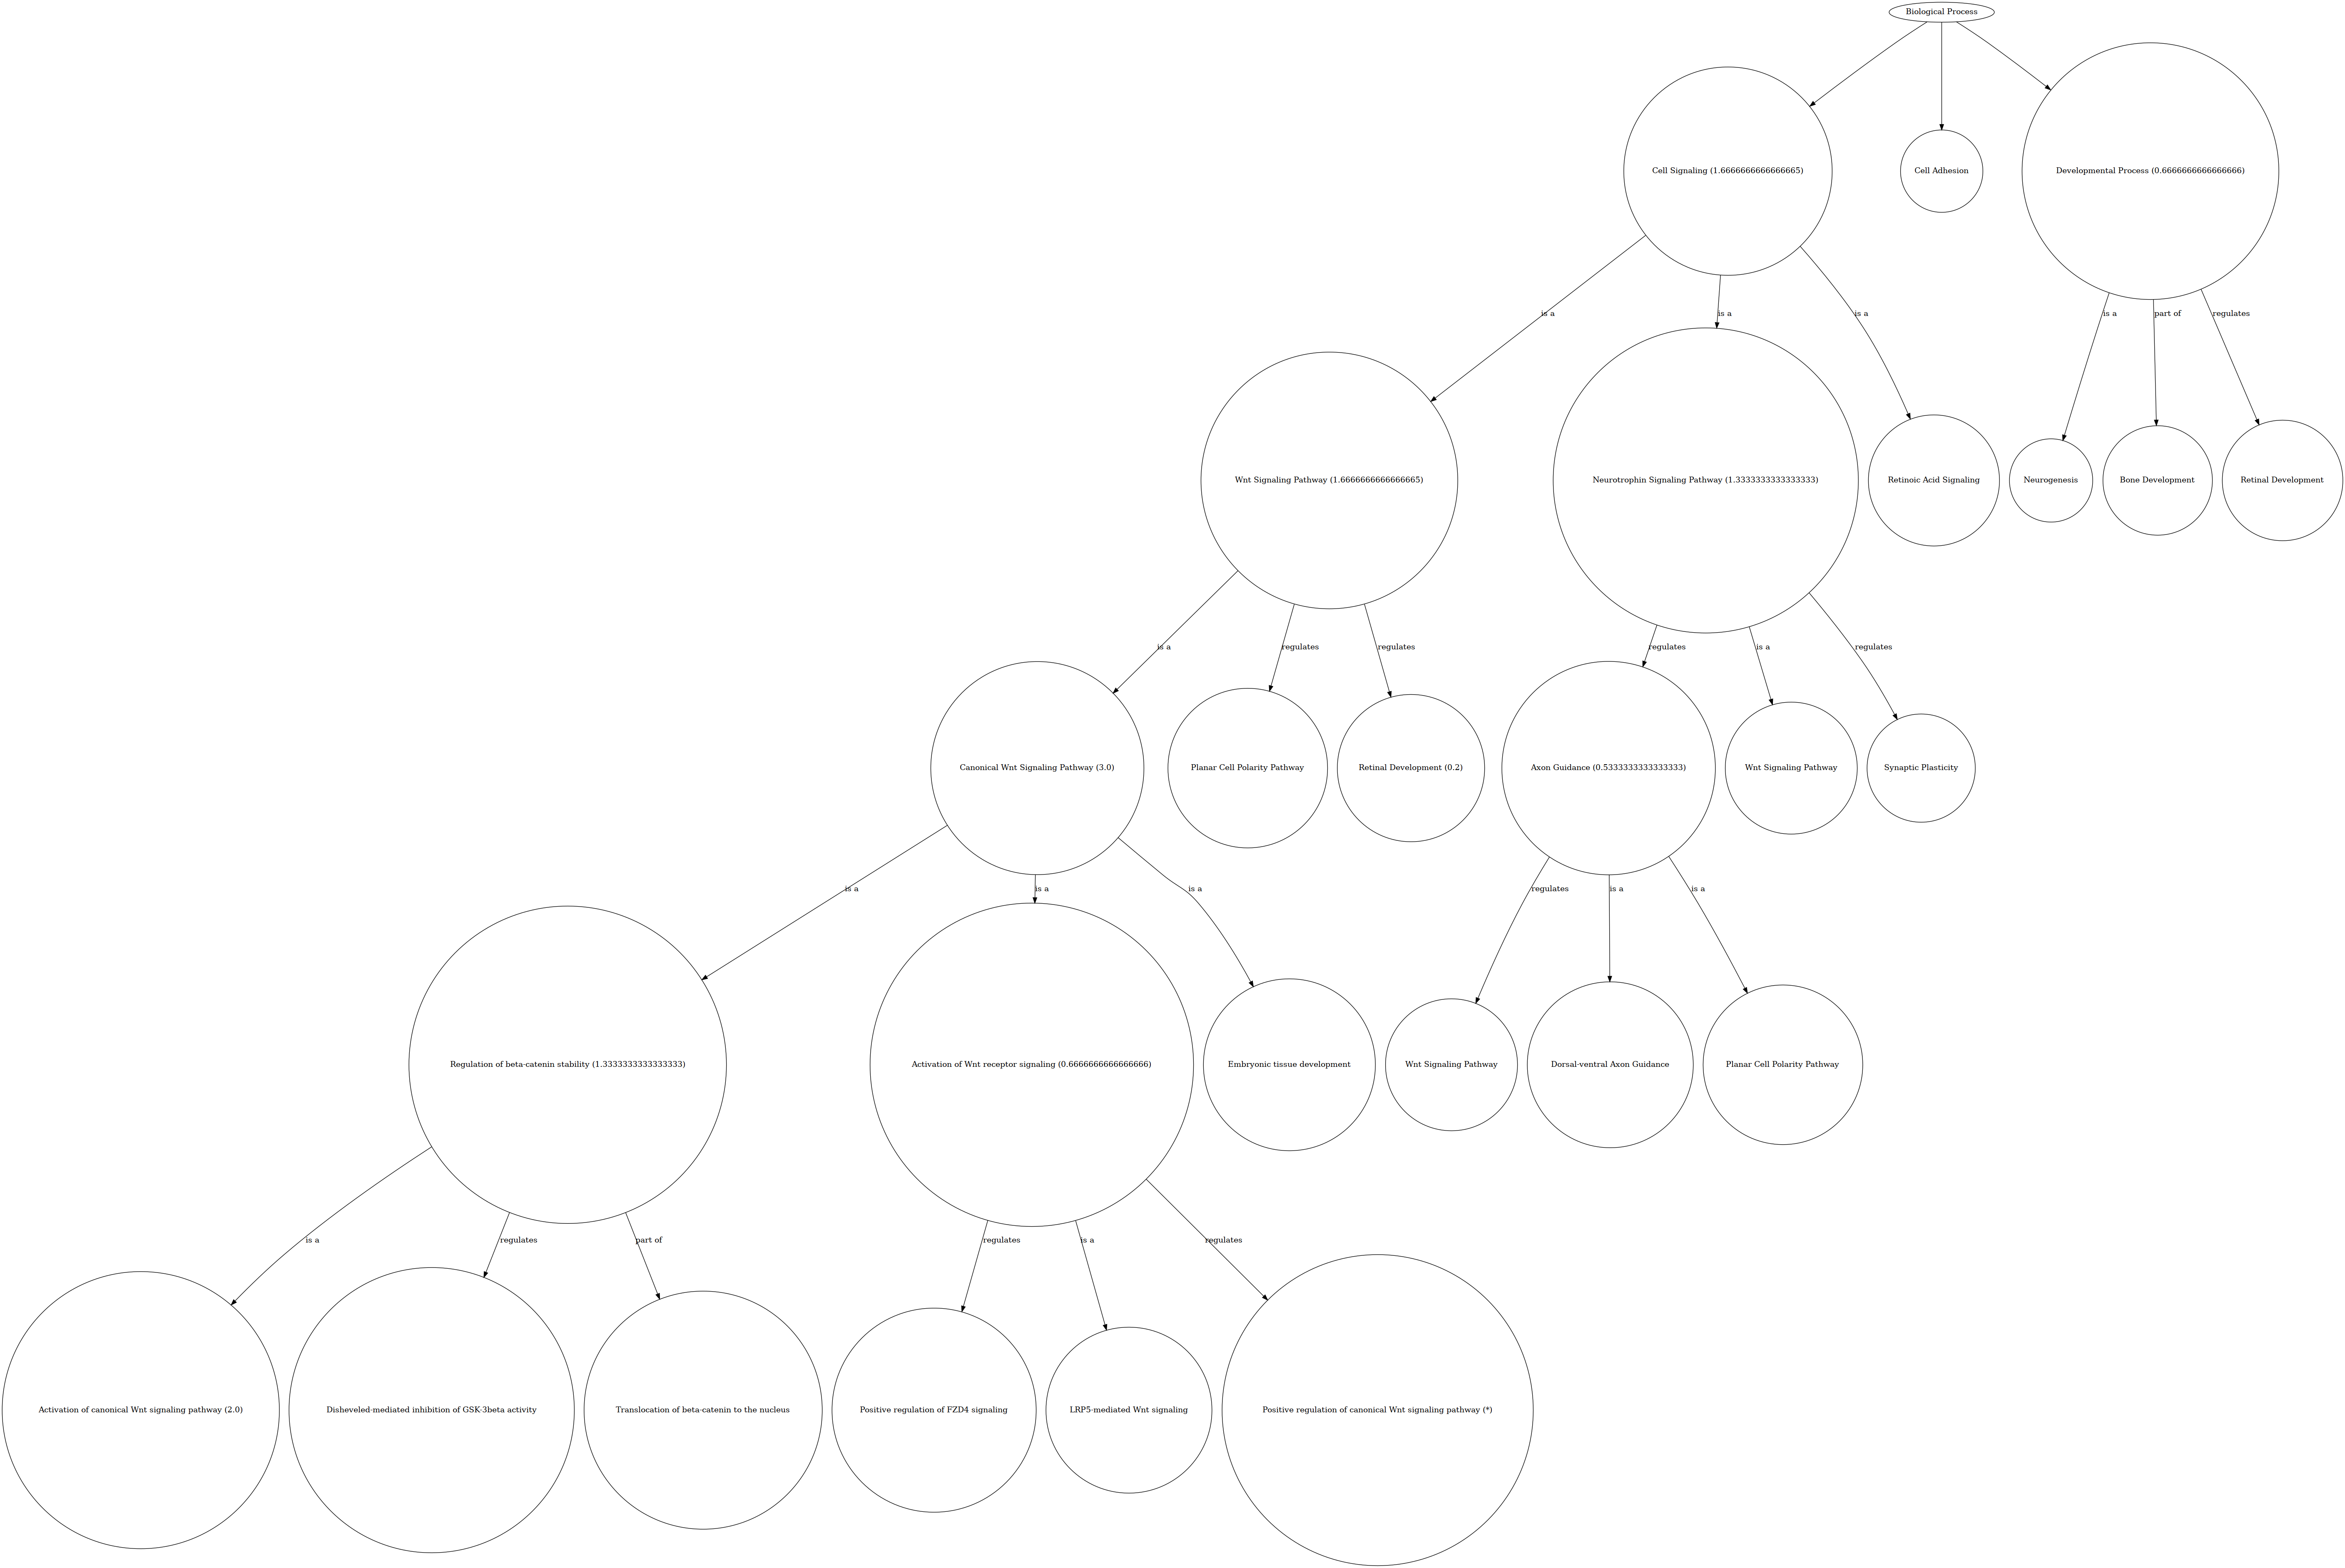 Biological Process
Cell Signaling (1.6666666666666665)
Cell Adhesion
Developmental Process (0.6666666666666666)
is a
is a
is a
is a
part of
regulates
Wnt Signaling Pathway (1.6666666666666665)
Neurotrophin Signaling Pathway (1.3333333333333333)
Retinoic Acid Signaling
Neurogenesis
Bone Development
Retinal Development
is a
regulates
regulates
regulates
is a
regulates
Canonical Wnt Signaling Pathway (3.0)
Planar Cell Polarity Pathway
Retinal Development (0.2)
Axon Guidance (0.5333333333333333)
Wnt Signaling Pathway
Synaptic Plasticity
is a
is a
is a
regulates
is a
is a
Regulation of beta-catenin stability (1.3333333333333333)
Activation of Wnt receptor signaling (0.6666666666666666)
Embryonic tissue development
Wnt Signaling Pathway
Dorsal-ventral Axon Guidance
Planar Cell Polarity Pathway
is a
regulates
part of
regulates
is a
regulates
Activation of canonical Wnt signaling pathway (2.0)
Disheveled-mediated inhibition of GSK-3beta activity
Translocation of beta-catenin to the nucleus
Positive regulation of FZD4 signaling
LRP5-mediated Wnt signaling
Positive regulation of canonical Wnt signaling pathway (*)